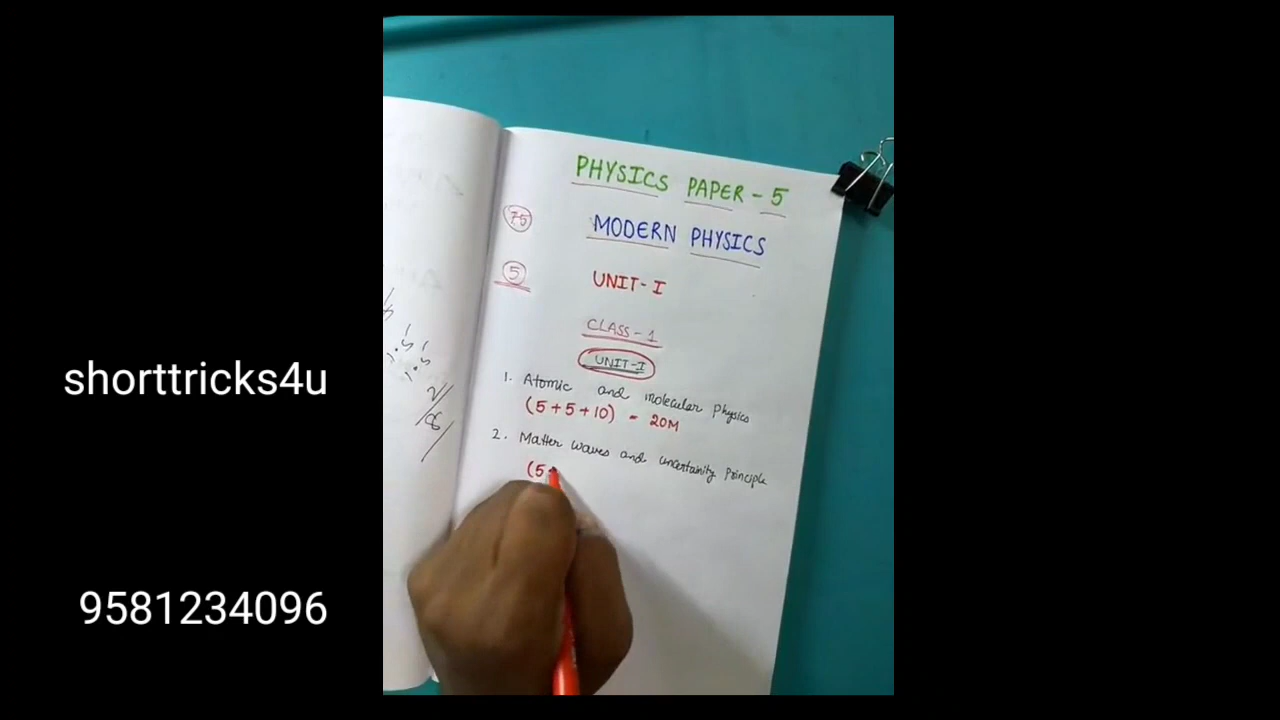 PHYSICS PAPER - 5
75
MODERN PHYSICS
5
UNIT - I
CLASS - 1
UNIT-I
1. Atomic and molecular Physics
(5+5+10) = 20M
2. Matter waves and uncertainity Principle
(5+
shorttricks4u
9581234096